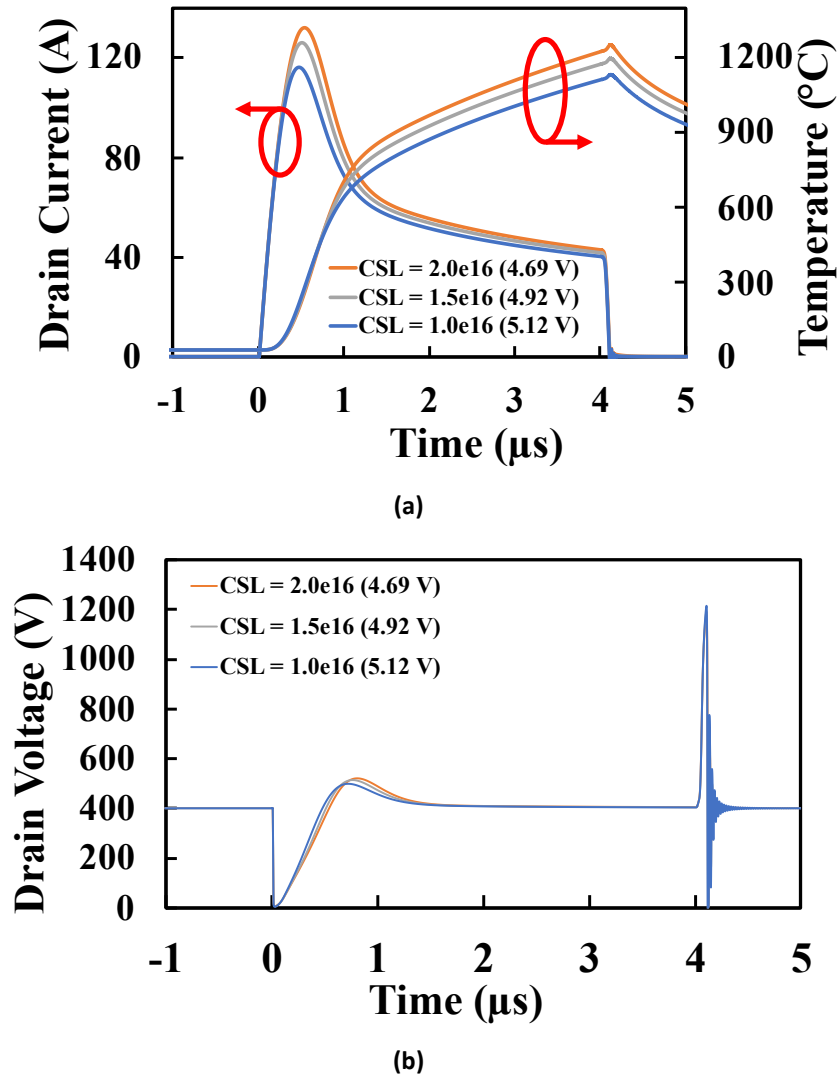 Drain Current (A)
120
80
40
0
1200
900
600
300
0
Temperature (°C)
CSL = 2.0e16 (4.69 V)
CSL = 1.5e16 (4.92 V)
CSL = 1.0e16 (5.12 V)
-1 0 1 2 3 4 5
Time (µs)
(a)
Drain Voltage (V)
1400
1200
1000
800
600
400
200
0
CSL = 2.0e16 (4.69 V)
CSL = 1.5e16 (4.92 V)
CSL = 1.0e16 (5.12 V)
-1 0 1 2 3 4 5
Time (µs)
(b)